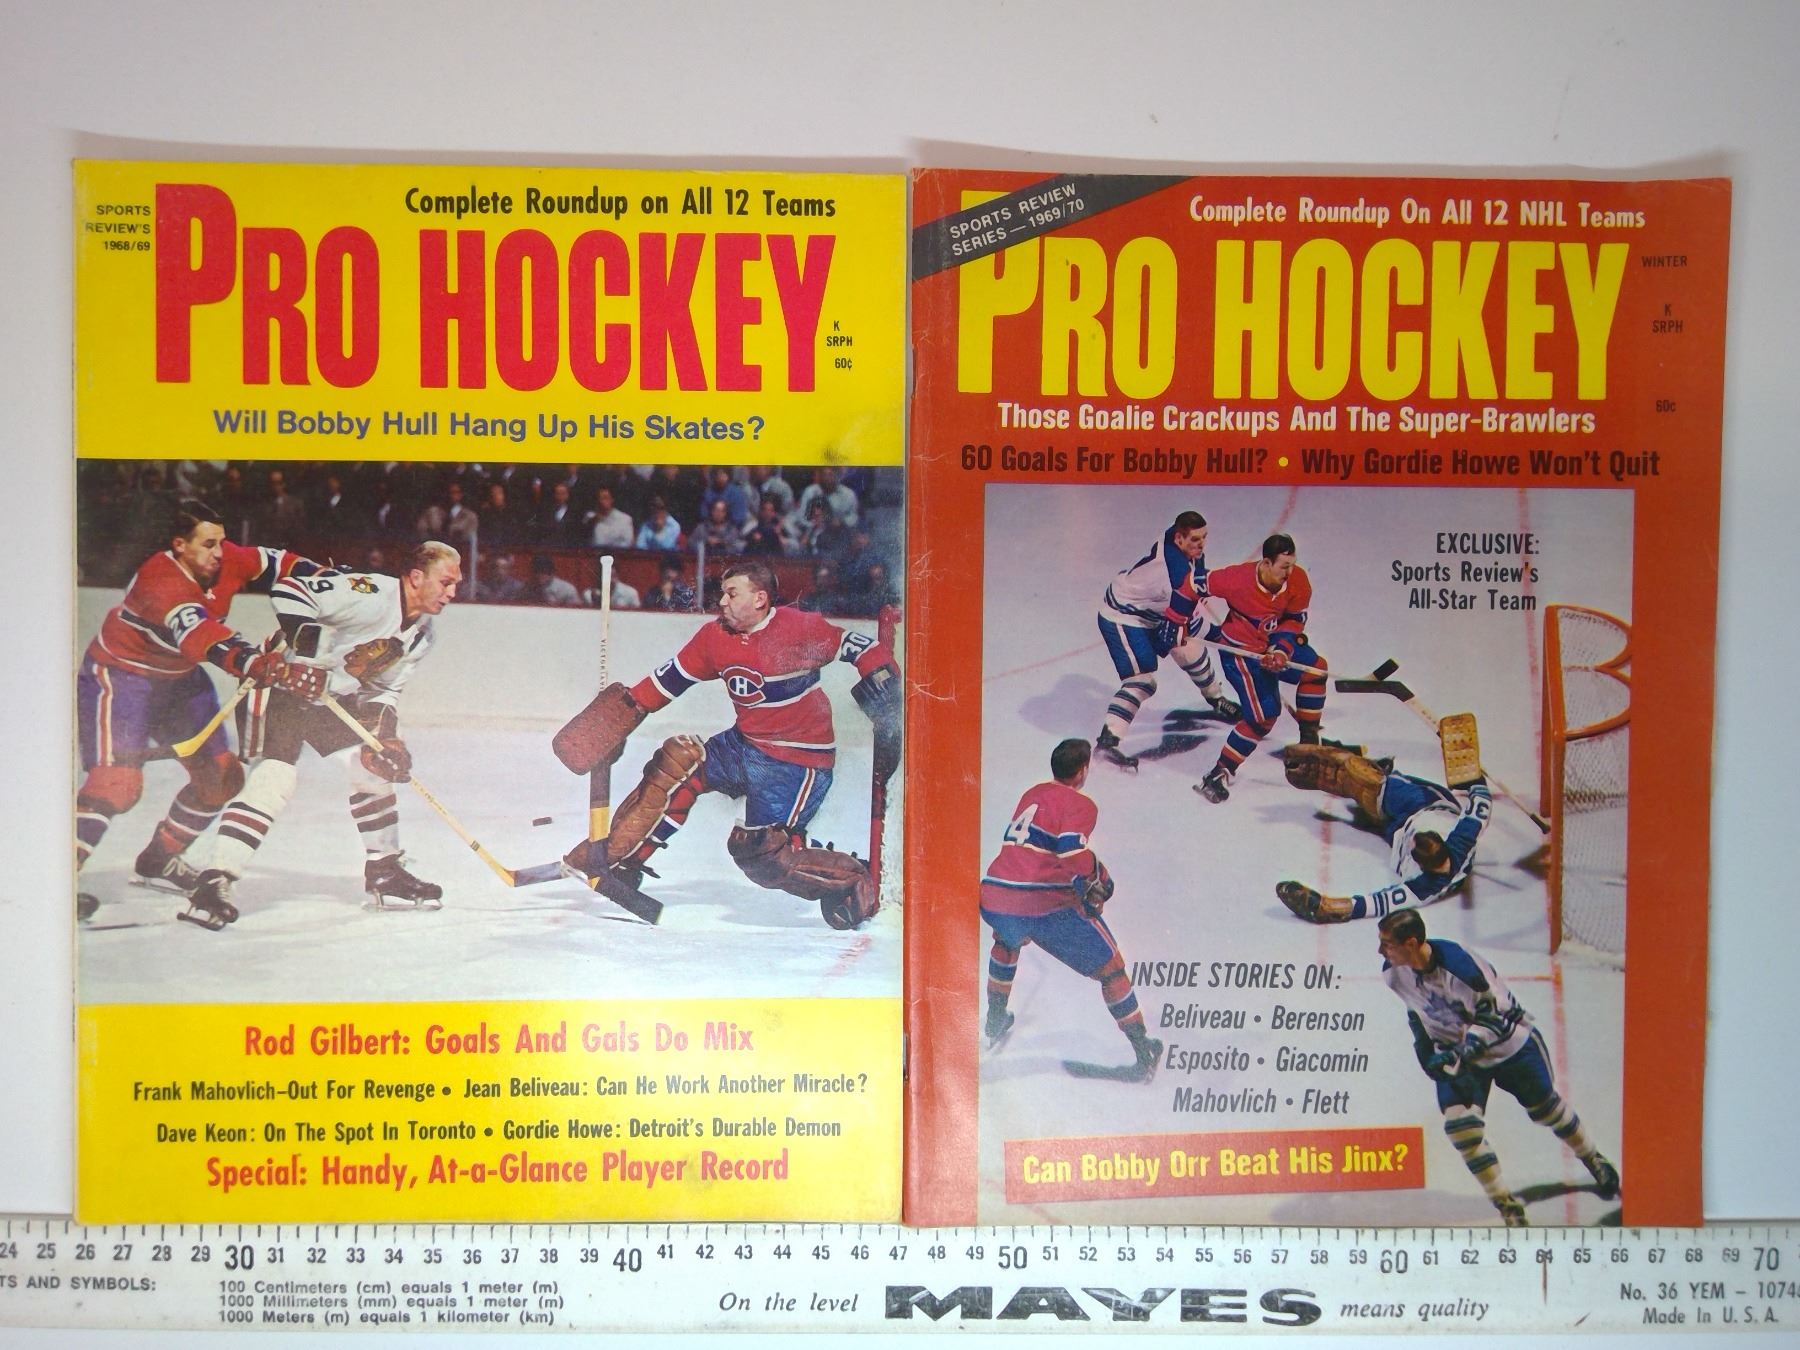 SPORTS
REVIEW'S
1968/69
Complete Roundup on All 12 Teams
PRO HOCKEY
K
SRPH
60¢
Will Bobby Hull Hang Up His Skates?
26
9
VICTORIAVILLE
30
Rod Gilbert: Goals And Gals Do Mix
Frank Mahovlich-Out For Revenge • Jean Beliveau: Can He Work Another Miracle?
Dave Keon: On The Spot In Toronto • Gordie Howe: Detroit's Durable Demon
Special: Handy, At-a-Glance Player Record
SPORTS REVIEW
SERIES — 1969/70
Complete Roundup On All 12 NHL Teams
PRO HOCKEY
WINTER
K
SRPH
60c
Those Goalie Crackups And The Super-Brawlers
60 Goals For Bobby Hull? • Why Gordie Howe Won't Quit
EXCLUSIVE:
Sports Review's
All-Star Team
12
4
30
INSIDE STORIES ON:
Beliveau • Berenson
Esposito • Giacomin
Mahovlich • Flett
Can Bobby Orr Beat His Jinx?
24 25 26 27 28 29 30 31 32 33 34 35 36 37 38 39 40 41 42 43 44 45 46 47 48 49 50 51 52 53 54 55 56 57 58 59 60 61 62 63 64 65 66 67 68 69 70
TS AND SYMBOLS:
100 Centimeters (cm) equals 1 meter (m)
1000 Millimeters (mm) equals 1 meter (m)
1000 Meters (m) equals 1 kilometer (km)
On the level MAYES means quality
No. 36 YEM – 1074
Made In U.S.A.